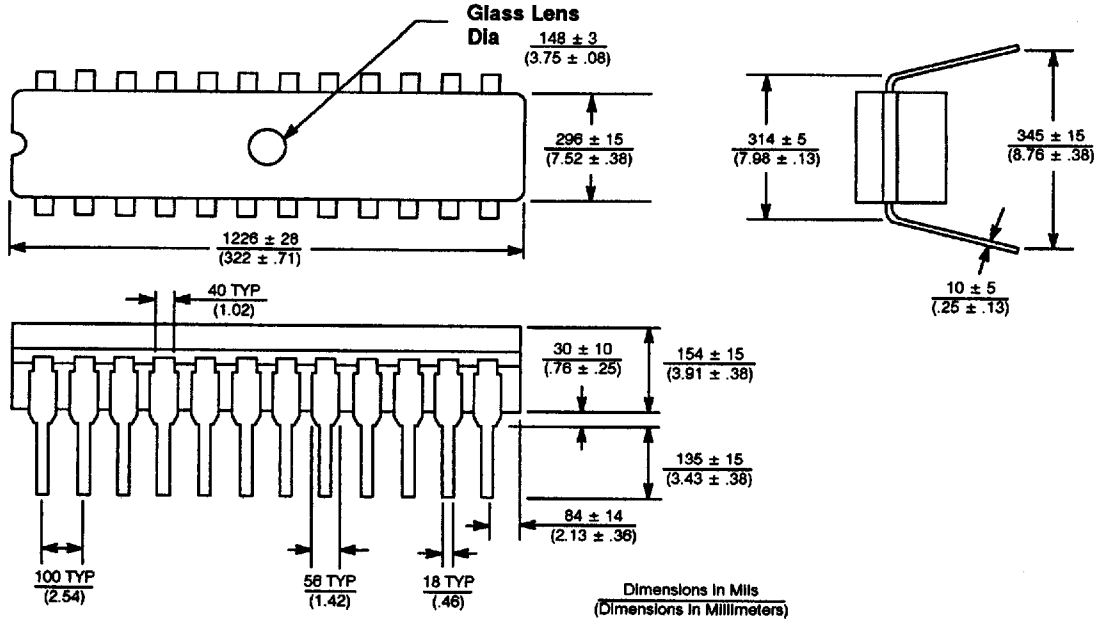 Glass Lens
Dia 148 ± 3
(3.75 ± .08)
296 ± 15
(7.52 ± .38)
314 ± 5
(7.98 ± .13)
345 ± 15
(8.76 ± .38)
1226 ± 28
(322 ± .71)
10 ± 5
(.25 ± .13)
40 TYP
(1.02)
30 ± 10
(.76 ± .25)
154 ± 15
(3.91 ± .38)
135 ± 15
(3.43 ± .38)
84 ± 14
(2.13 ± .36)
100 TYP
(2.54)
56 TYP
(1.42)
18 TYP
(.46)
Dimensions in Mils
(Dimensions in Millimeters)